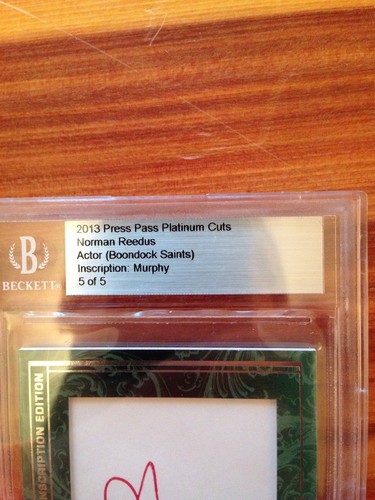 2013 Press Pass Platinum Cuts
Norman Reedus
Actor (Boondock Saints)
Inscription: Murphy
5 of 5
B
BECKETT
INSCRIPTION EDITION